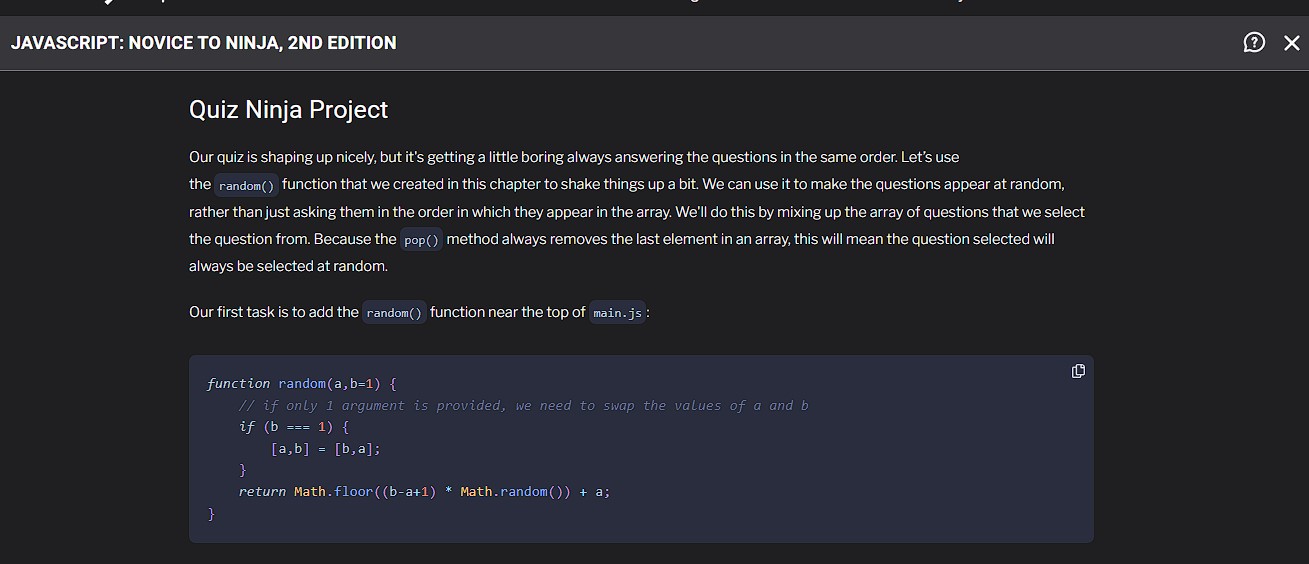 JAVASCRIPT: NOVICE TO NINJA, 2ND EDITION
Quiz Ninja Project
Our quiz is shaping up nicely, but it's getting a little boring always answering the questions in the same order. Let’s use
the random() function that we created in this chapter to shake things up a bit. We can use it to make the questions appear at random,
rather than just asking them in the order in which they appear in the array. We’ll do this by mixing up the array of questions that we select
the question from. Because the pop() method always removes the last element in an array, this will mean the question selected will
always be selected at random.
Our first task is to add the random() function near the top of main.js:
function random(a,b=1) {
    // if only 1 argument is provided, we need to swap the values of a and b
    if (b === 1) {
        [a,b] = [b,a];
    }
    return Math.floor((b-a+1) * Math.random()) + a;
}